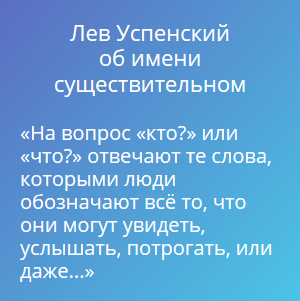 Лев Успенский
об имени
существительном
«На вопрос «кто?» или
«что?» отвечают те слова,
которыми люди
обозначают всё то, что
они могут увидеть,
услышать, потрогать, или
даже...»